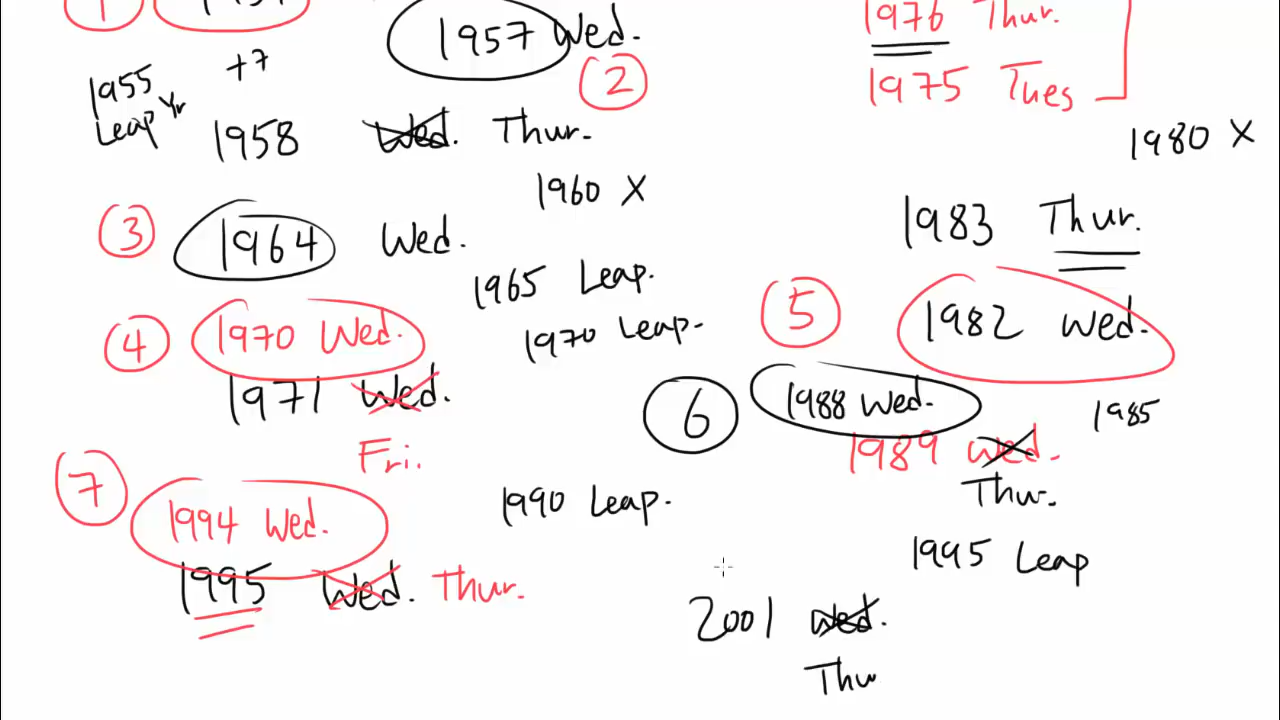 1
1957 Wed.
+7
2
1955
Leap Yr
1958 Wed. Thur.
1960 X
3
1964 Wed.
1965 Leap.
4
1970 Wed.
1970 Leap.
1971 Wed.
Fri.
7
1994 Wed.
1990 Leap.
1995 Wed. Thur.
1976 Thur.
1975 Tues
1980 X
1983 Thur.
5
1982 Wed.
6
1988 Wed.
1985
1989 Wed.
Thur.
1995 Leap
2001 Wed.
Thu